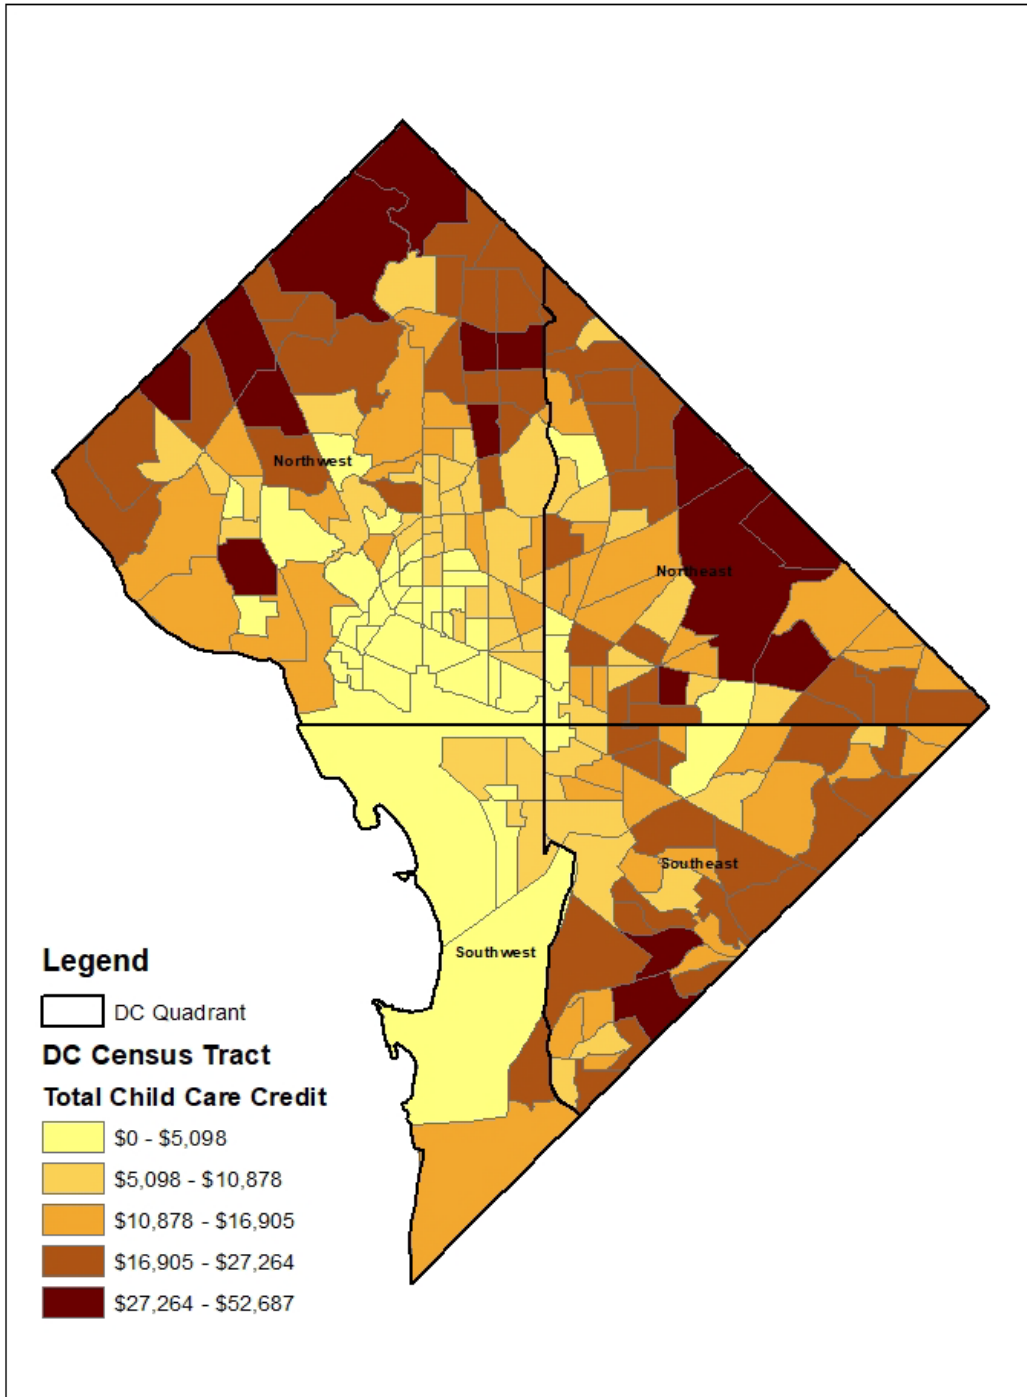 Northwest
Northeast
Southeast
Southwest
Legend
DC Quadrant
DC Census Tract
Total Child Care Credit
$0 - $5,098
$5,098 - $10,878
$10,878 - $16,905
$16,905 - $27,264
$27,264 - $52,687